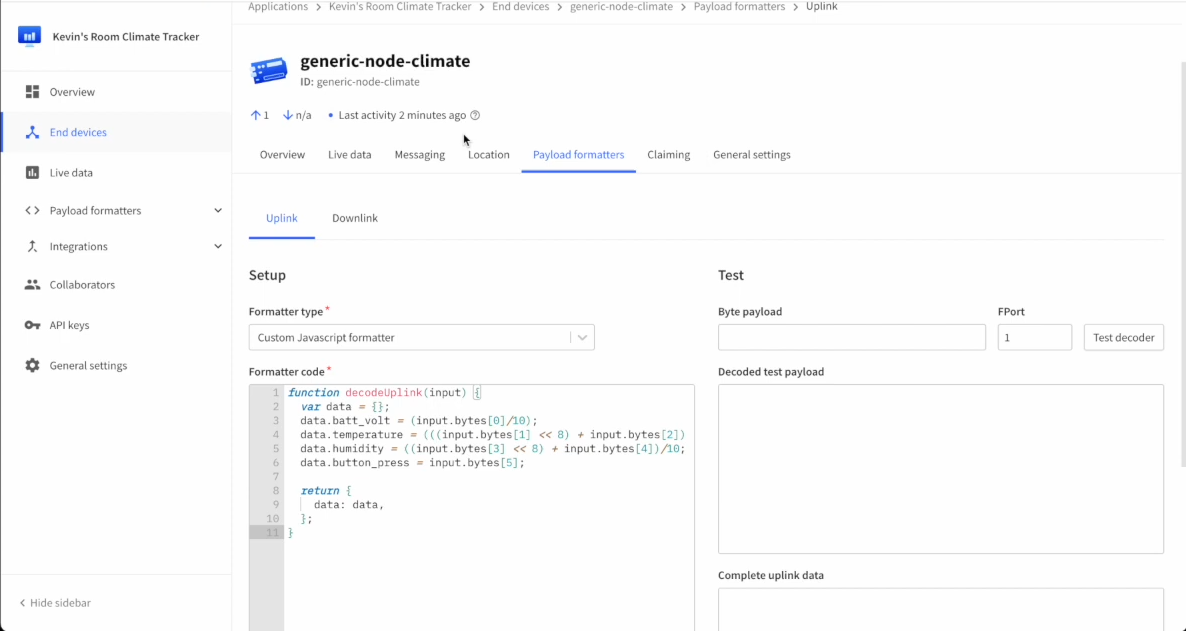 Applications > Kevin's Room Climate Tracker > End devices > generic-node-climate > Payload formatters > Uplink
Kevin's Room Climate Tracker
generic-node-climate
ID: generic-node-climate
1 n/a • Last activity 2 minutes ago
Overview Live data Messaging Location Payload formatters Claiming General settings
Overview
End devices
Live data
Payload formatters
Integrations
Collaborators
API keys
General settings
Hide sidebar
Uplink Downlink
Setup
Formatter type*
Custom Javascript formatter
Formatter code*
1 function decodeUplink(input) {
2 var data = {};
3 data.batt_volt = (input.bytes[0]/10);
4 data.temperature = (((input.bytes[1] << 8) + input.bytes[2])
5 data.humidity = ((input.bytes[3] << 8) + input.bytes[4])/10;
6 data.button_press = input.bytes[5];
7
8 return {
9 data: data,
10 };
11 }
Test
Byte payload
FPort
1
Test decoder
Decoded test payload
Complete uplink data